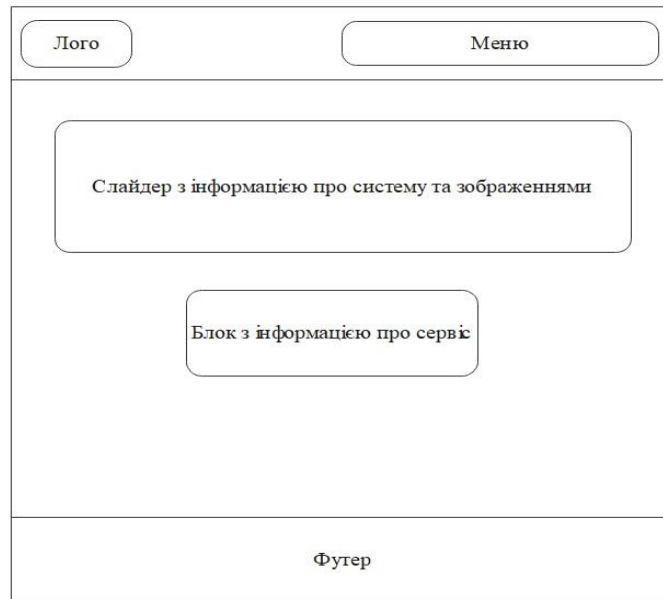 Лого
Меню
Слайдер з інформацією про систему та зображеннями
Блок з інформацією про сервіс
Футер